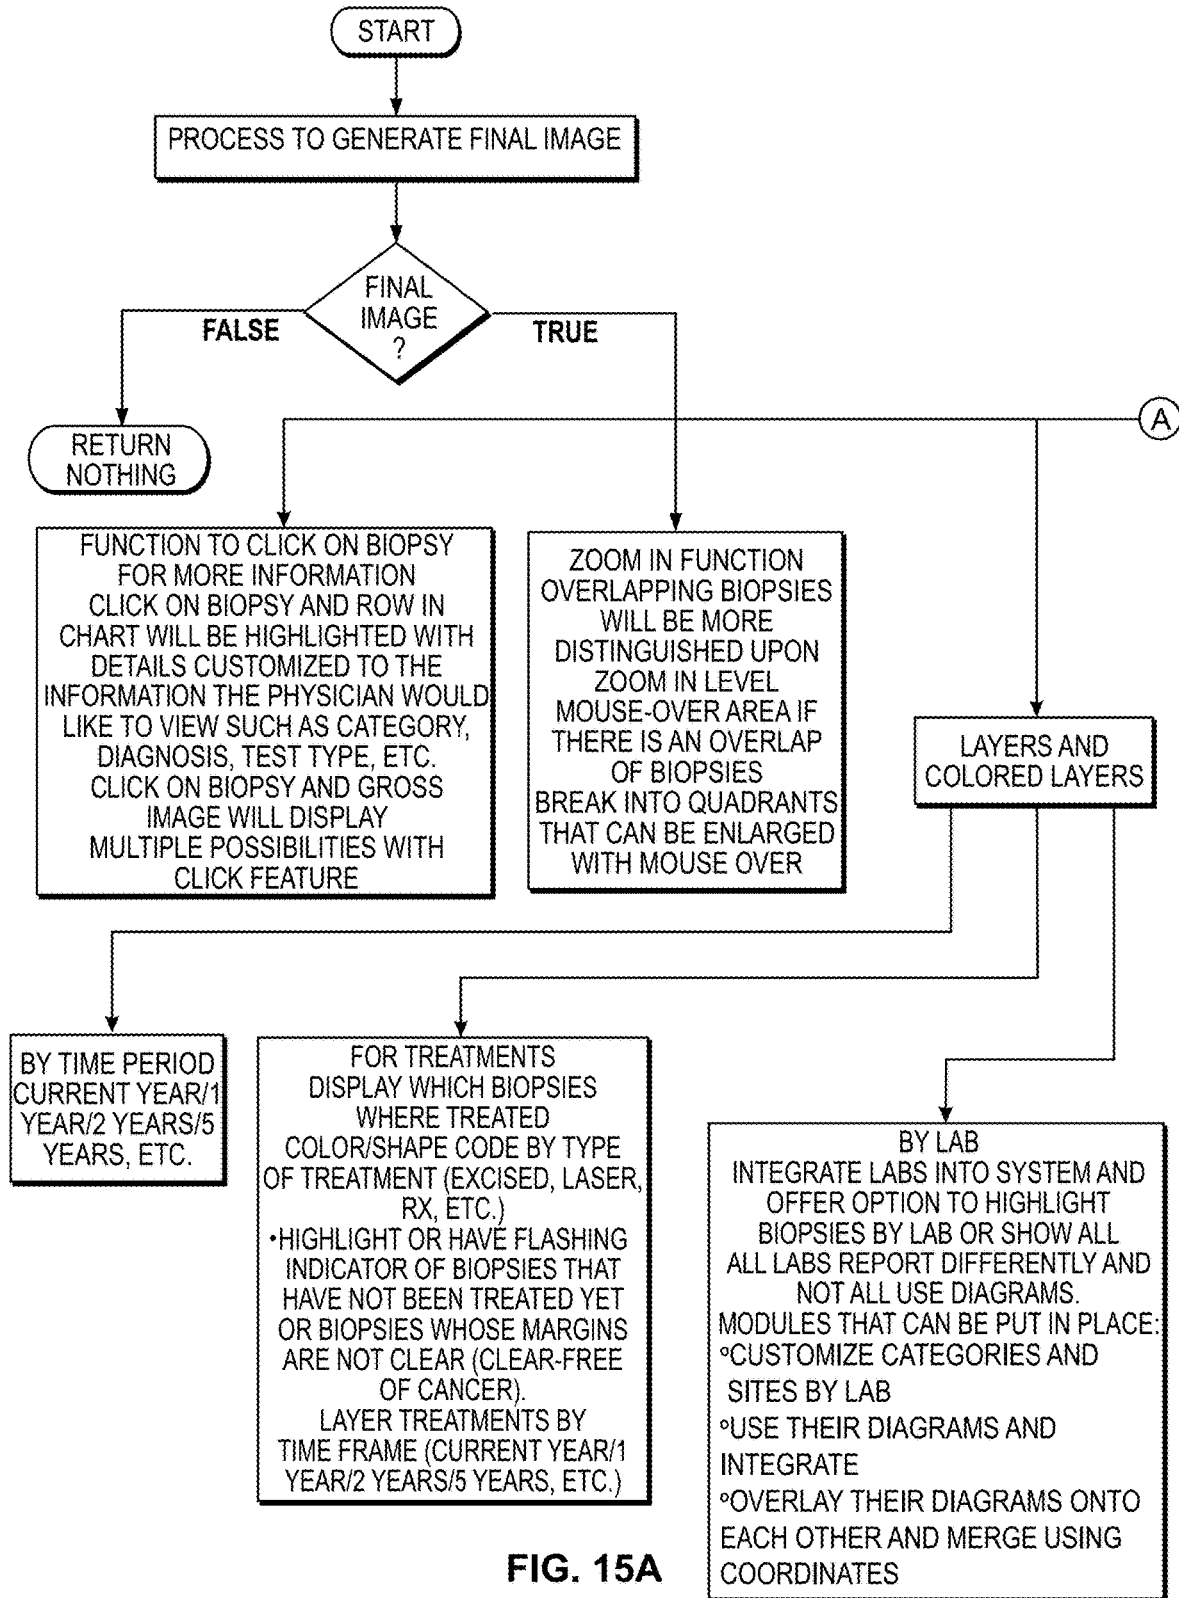 START
PROCESS TO GENERATE FINAL IMAGE
FINAL
IMAGE
?
FALSE
TRUE
RETURN
NOTHING
A
FUNCTION TO CLICK ON BIOPSY
FOR MORE INFORMATION
CLICK ON BIOPSY AND ROW IN
CHART WILL BE HIGHLIGHTED WITH
DETAILS CUSTOMIZED TO THE
INFORMATION THE PHYSICIAN WOULD
LIKE TO VIEW SUCH AS CATEGORY,
DIAGNOSIS, TEST TYPE, ETC.
CLICK ON BIOPSY AND GROSS
IMAGE WILL DISPLAY
MULTIPLE POSSIBILITIES WITH
CLICK FEATURE
ZOOM IN FUNCTION
OVERLAPPING BIOPSIES
WILL BE MORE
DISTINGUISHED UPON
ZOOM IN LEVEL
MOUSE-OVER AREA IF
THERE IS AN OVERLAP
OF BIOPSIES
BREAK INTO QUADRANTS
THAT CAN BE ENLARGED
WITH MOUSE OVER
LAYERS AND
COLORED LAYERS
BY TIME PERIOD
CURRENT YEAR/1
YEAR/2 YEARS/5
YEARS, ETC.
FOR TREATMENTS
DISPLAY WHICH BIOPSIES
WHERE TREATED
COLOR/SHAPE CODE BY TYPE
OF TREATMENT (EXCISED, LASER,
RX, ETC.)
•HIGHLIGHT OR HAVE FLASHING
INDICATOR OF BIOPSIES THAT
HAVE NOT BEEN TREATED YET
OR BIOPSIES WHOSE MARGINS
ARE NOT CLEAR (CLEAR-FREE
OF CANCER).
LAYER TREATMENTS BY
TIME FRAME (CURRENT YEAR/1
YEAR/2 YEARS/5 YEARS, ETC.)
BY LAB
INTEGRATE LABS INTO SYSTEM AND
OFFER OPTION TO HIGHLIGHT
BIOPSIES BY LAB OR SHOW ALL
ALL LABS REPORT DIFFERENTLY AND
NOT ALL USE DIAGRAMS.
MODULES THAT CAN BE PUT IN PLACE:
°CUSTOMIZE CATEGORIES AND
SITES BY LAB
°USE THEIR DIAGRAMS AND
INTEGRATE
°OVERLAY THEIR DIAGRAMS ONTO
EACH OTHER AND MERGE USING
COORDINATES
FIG. 15A